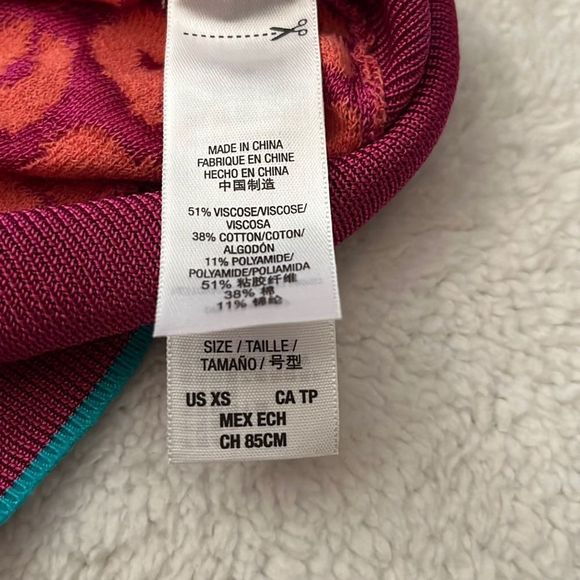 MADE IN CHINA
FABRIQUE EN CHINE
HECHO EN CHINA
中国制造
51% VISCOSE/VISCOSE/
VISCOSA
38% COTTON/COTON/
ALGODÓN
11% POLYAMIDE/
POLYAMIDE/POLIAMIDA
51% 粘胶纤维
38% 棉
11% 锦纶
SIZE / TAILLE /
TAMAÑO / 号型
US XS CA TP
MEX ECH
CH 85CM